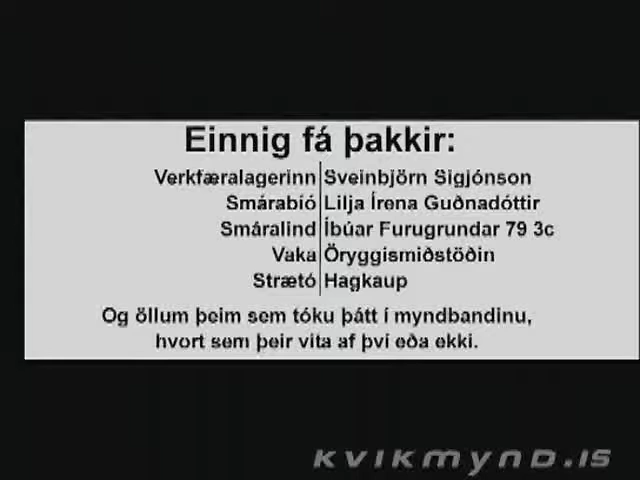 Einnig fá þakkir:
Verkfæralagerinn Sveinbjörn Sigjónson
Smárabíó Lilja Írena Guðnadóttir
Smáralind Íbúar Furugrundar 79 3c
Vaka Öryggismiðstöðin
Strætó Hagkaup
Og öllum þeim sem tóku þátt í myndbandinu,
hvort sem þeir vita af því eða ekki.
KVIKMYND.IS